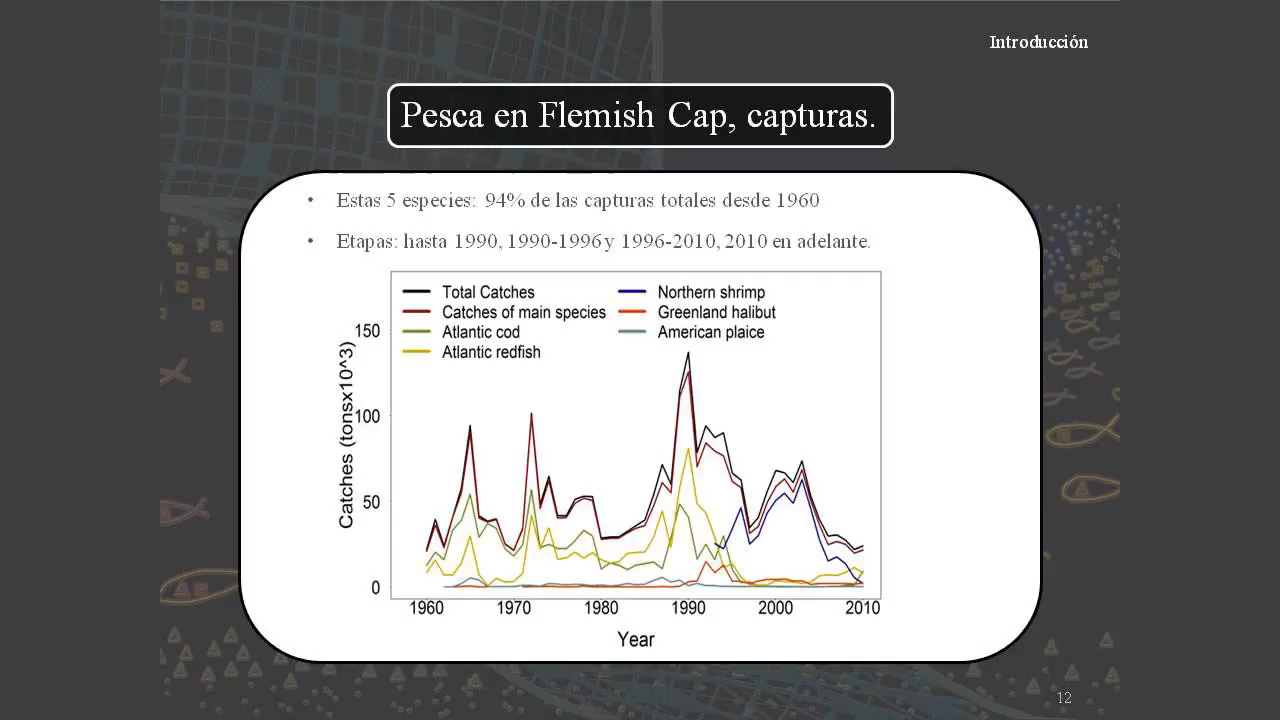 Introducción
Pesca en Flemish Cap, capturas.
• Estas 5 especies: 94% de las capturas totales desde 1960
• Etapas: hasta 1990, 1990-1996 y 1996-2010, 2010 en adelante.
Total Catches
Catches of main species
Atlantic cod
Atlantic redfish
Northern shrimp
Greenland halibut
American plaice
Catches (tonsx10^3)
150
100
50
0
1960 1970 1980 1990 2000 2010
Year
12